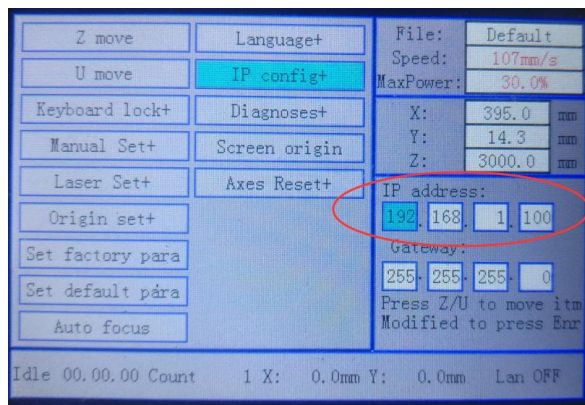 Z move
U move
Keyboard lock+
Manual Set+
Laser Set+
Origin set+
Set factory para
Set default para
Auto focus
Language+
IP config+
Diagnoses+
Screen origin
Axes Reset+
File: Default
Speed: 107mm/s
MaxPower: 30.0%
X: 395.0 mm
Y: 14.3 mm
Z: 3000.0 mm
IP address:
192. 168. 1. 100
Gateway:
255. 255. 255. 0
Press Z/U to move itm
Modified to press Enr
Idle 00.00.00 Count 1 X: 0.0mm Y: 0.0mm Lan OFF